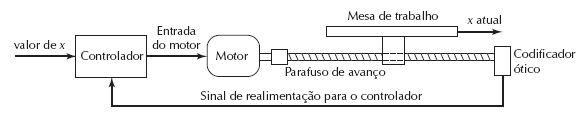 Mesa de trabalho
x atual
valor de x
Entrada
do motor
Controlador
Motor
Codificador
ótico
Parafuso de avanço
Sinal de realimentação para o controlador